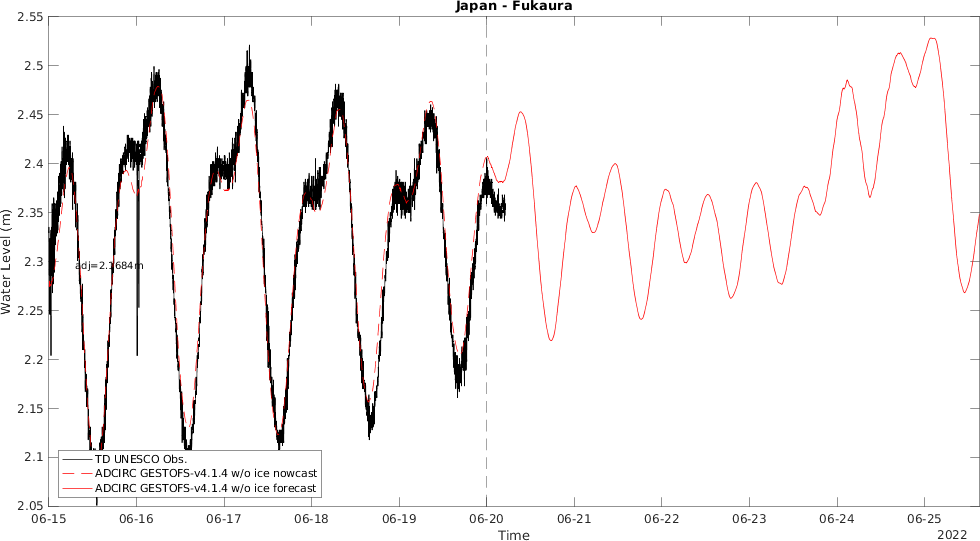 Japan - Fukaura
2.55
2.5
2.45
2.4
2.35
2.3
2.25
2.2
2.15
2.1
2.05
Water Level (m)
adj=2.1684m
TD UNESCO Obs.
ADCIRC GESTOFS-v4.1.4 w/o ice nowcast
ADCIRC GESTOFS-v4.1.4 w/o ice forecast
06-15 06-16 06-17 06-18 06-19 06-20 06-21 06-22 06-23 06-24 06-25
Time
2022